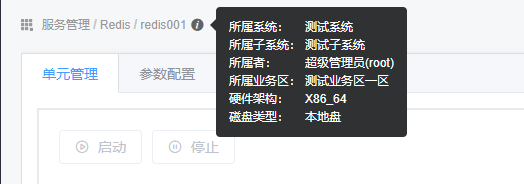 服务管理 / Redis / redis001
所属系统： 测试系统
所属子系统： 测试子系统
所属者： 超级管理员(root)
所属业务区： 测试业务区一区
硬件架构： X86_64
磁盘类型： 本地盘
单元管理 参数配置
启动 停止